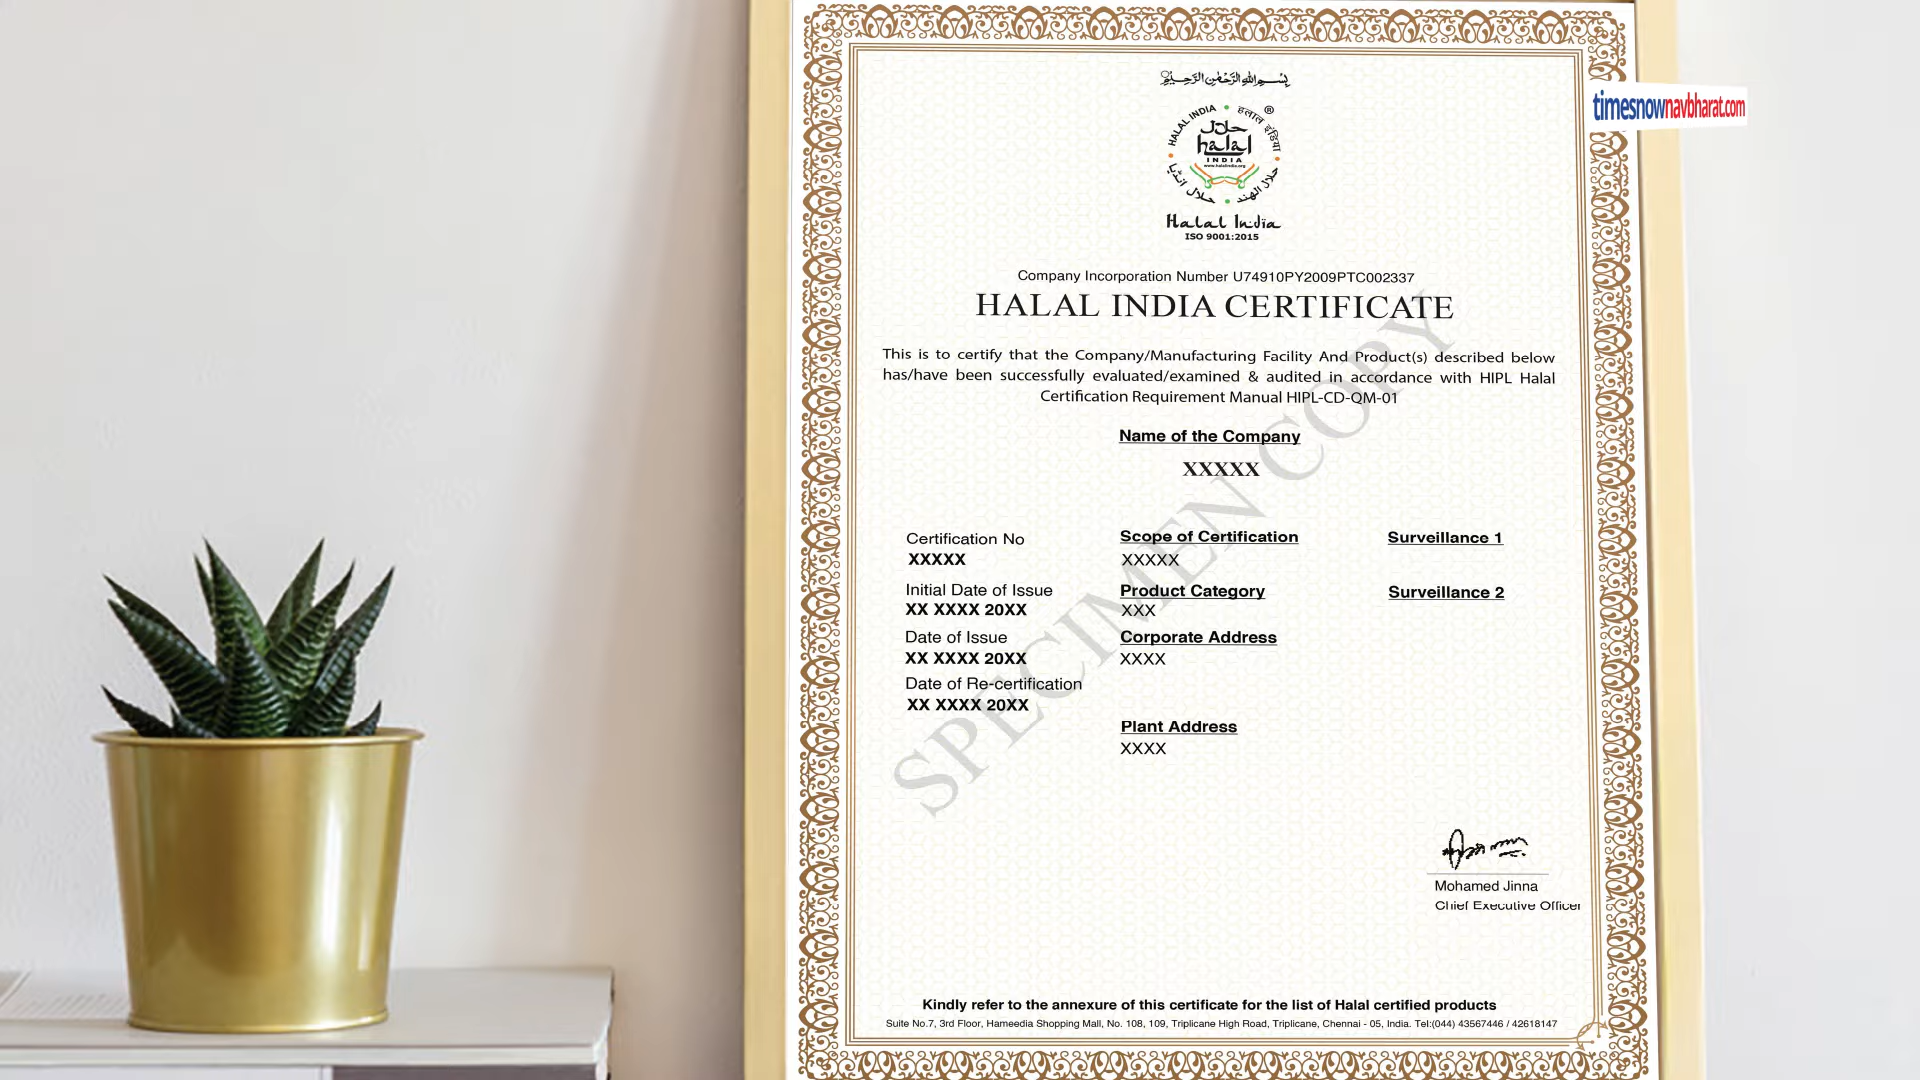 بِسْمِ اللهِ الرَّحْمٰنِ الرَّحِيْمِ
HALAL INDIA
हलाल इंडिया
®
حلال
halal
INDIA
www.halalindia.org
حلال انڈیا
حلال الهند
Halal India
ISO 9001:2015
timesnownavbharat.com
Company Incorporation Number U74910PY2009PTC002337
HALAL INDIA CERTIFICATE
This is to certify that the Company/Manufacturing Facility And Product(s) described below
has/have been successfully evaluated/examined & audited in accordance with HIPL Halal
Certification Requirement Manual HIPL-CD-QM-01
Name of the Company
XXXXX
SPECIMEN COPY
Certification No
XXXXX
Initial Date of Issue
XX XXXX 20XX
Date of Issue
XX XXXX 20XX
Date of Re-certification
XX XXXX 20XX
Scope of Certification
XXXXX
Product Category
XXX
Corporate Address
XXXX
Plant Address
XXXX
Surveillance 1
Surveillance 2
Mohamed Jinna
Chief Executive Officer
Kindly refer to the annexure of this certificate for the list of Halal certified products
Suite No.7, 3rd Floor, Hameedia Shopping Mall, No. 108, 109, Triplicane High Road, Triplicane, Chennai - 05, India. Tel:(044) 43567446 / 42618147